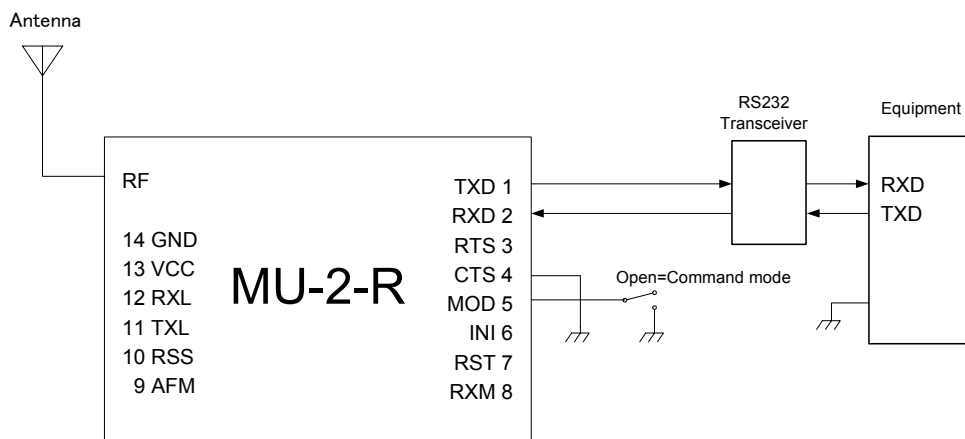 Antenna
RS232
Transceiver
Equipment
RF
TXD 1
RXD 2
RTS 3
CTS 4
MOD 5
INI 6
RST 7
RXM 8
14 GND
13 VCC
12 RXL
11 TXL
10 RSS
9 AFM
MU-2-R
Open=Command mode
RXD
TXD